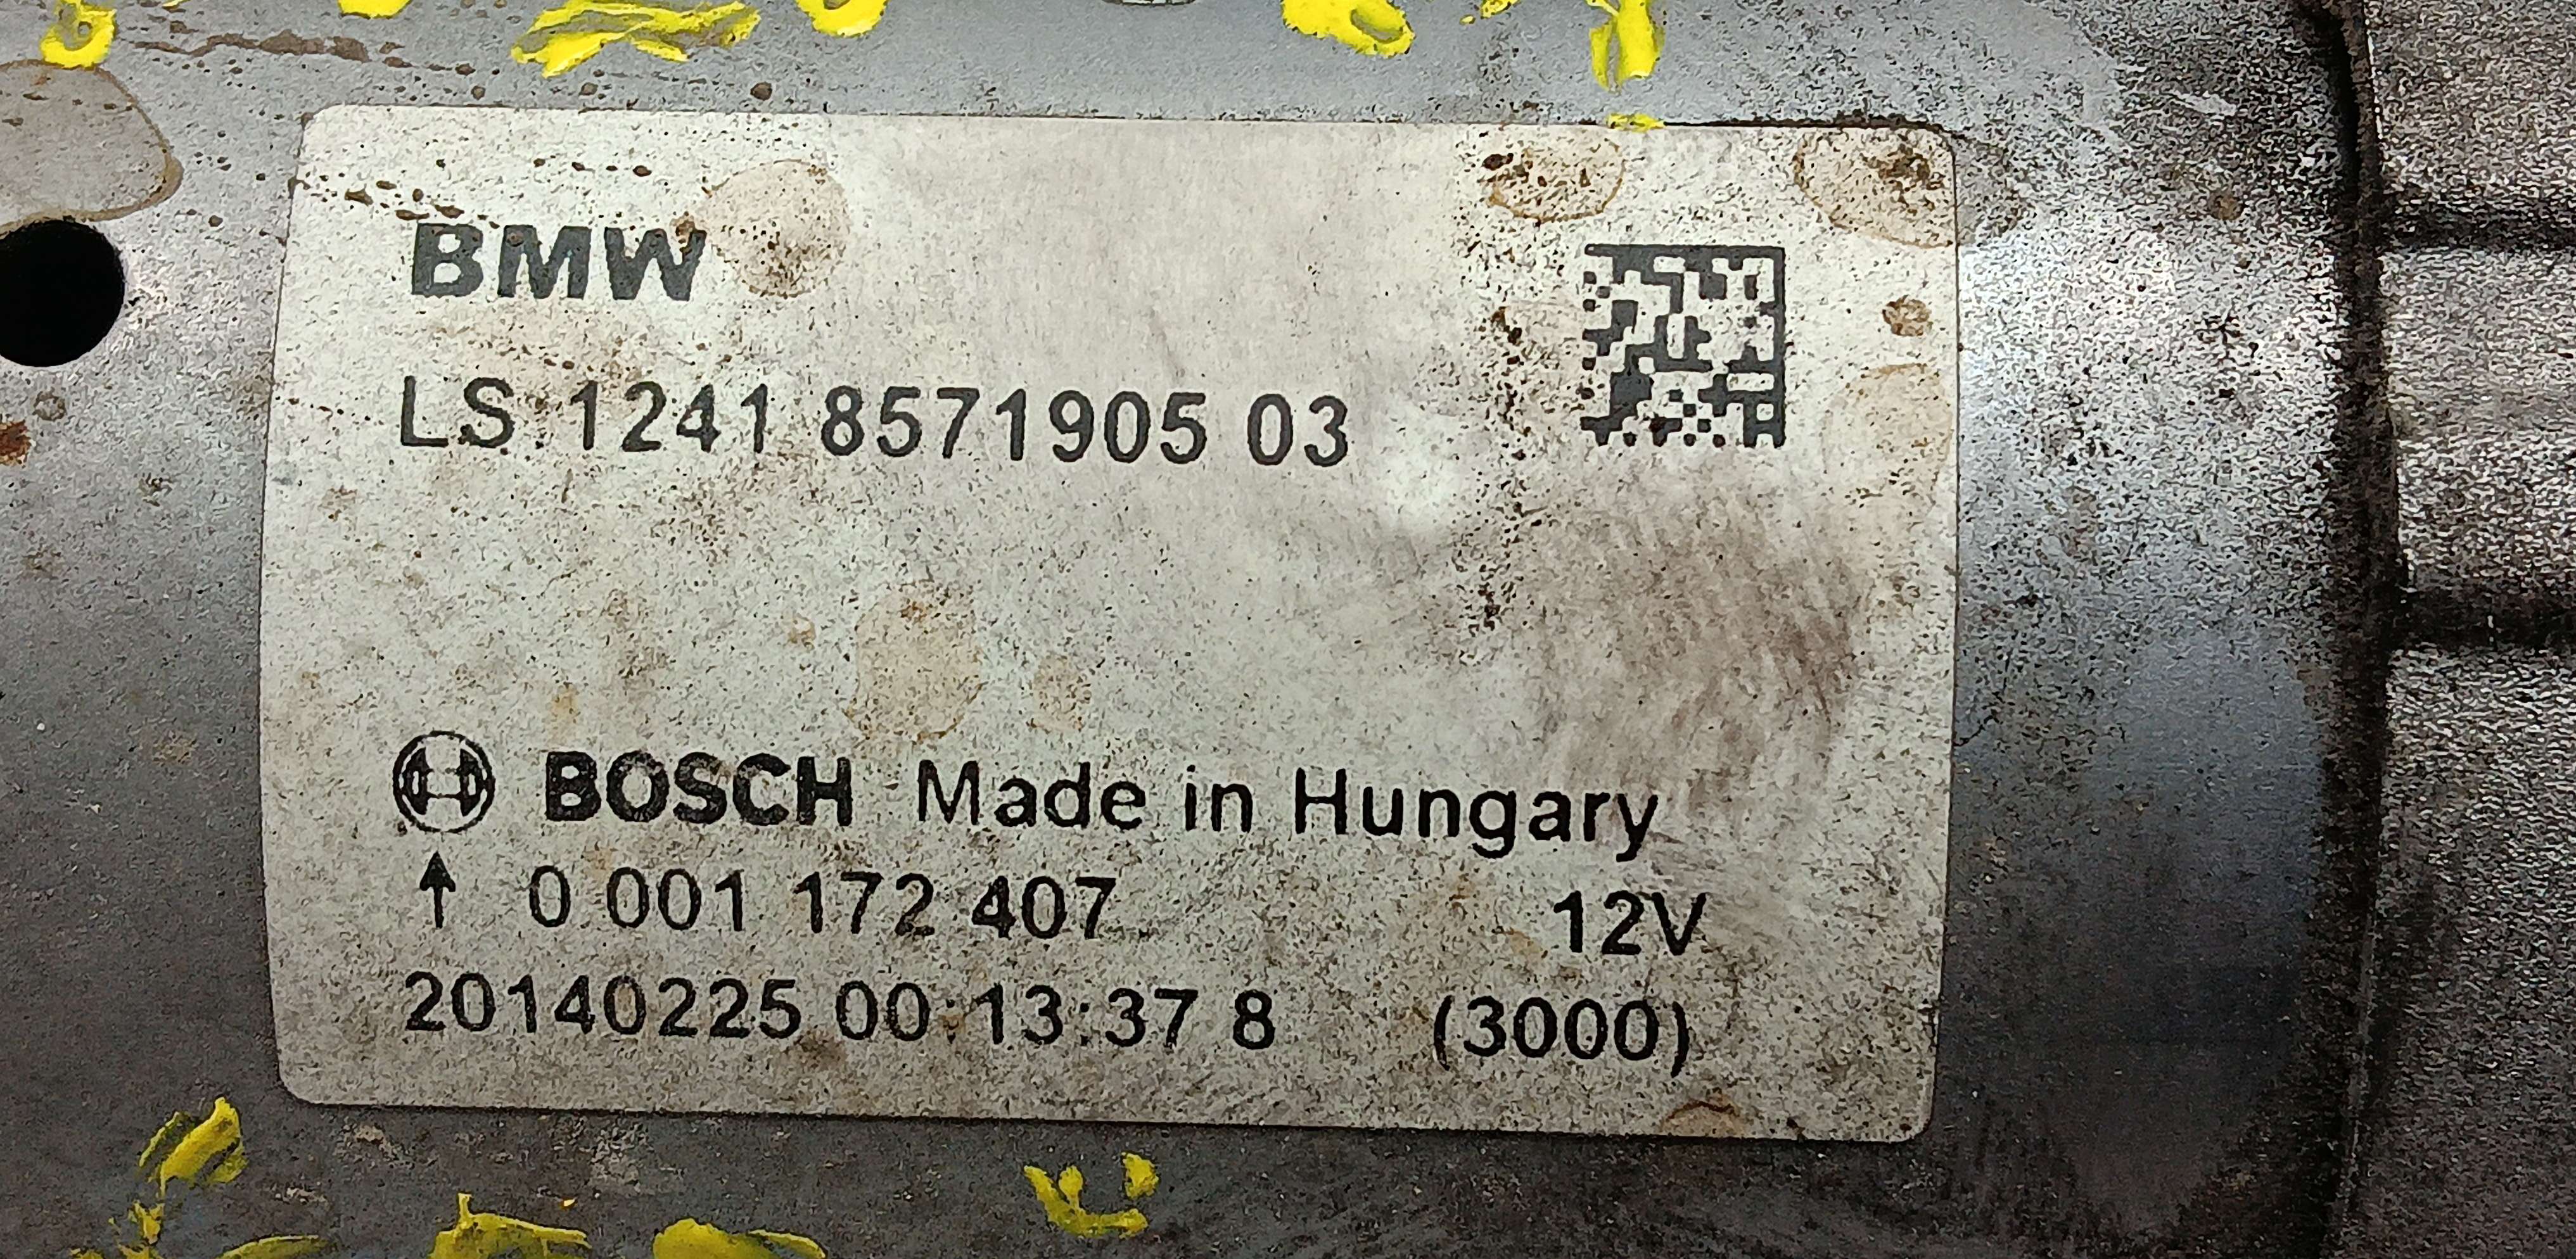 BMW
LS 1241 8571905 03
BOSCH Made in Hungary
↑ 0 001 172 407 12V
20140225 00:13:37 8 (3000)